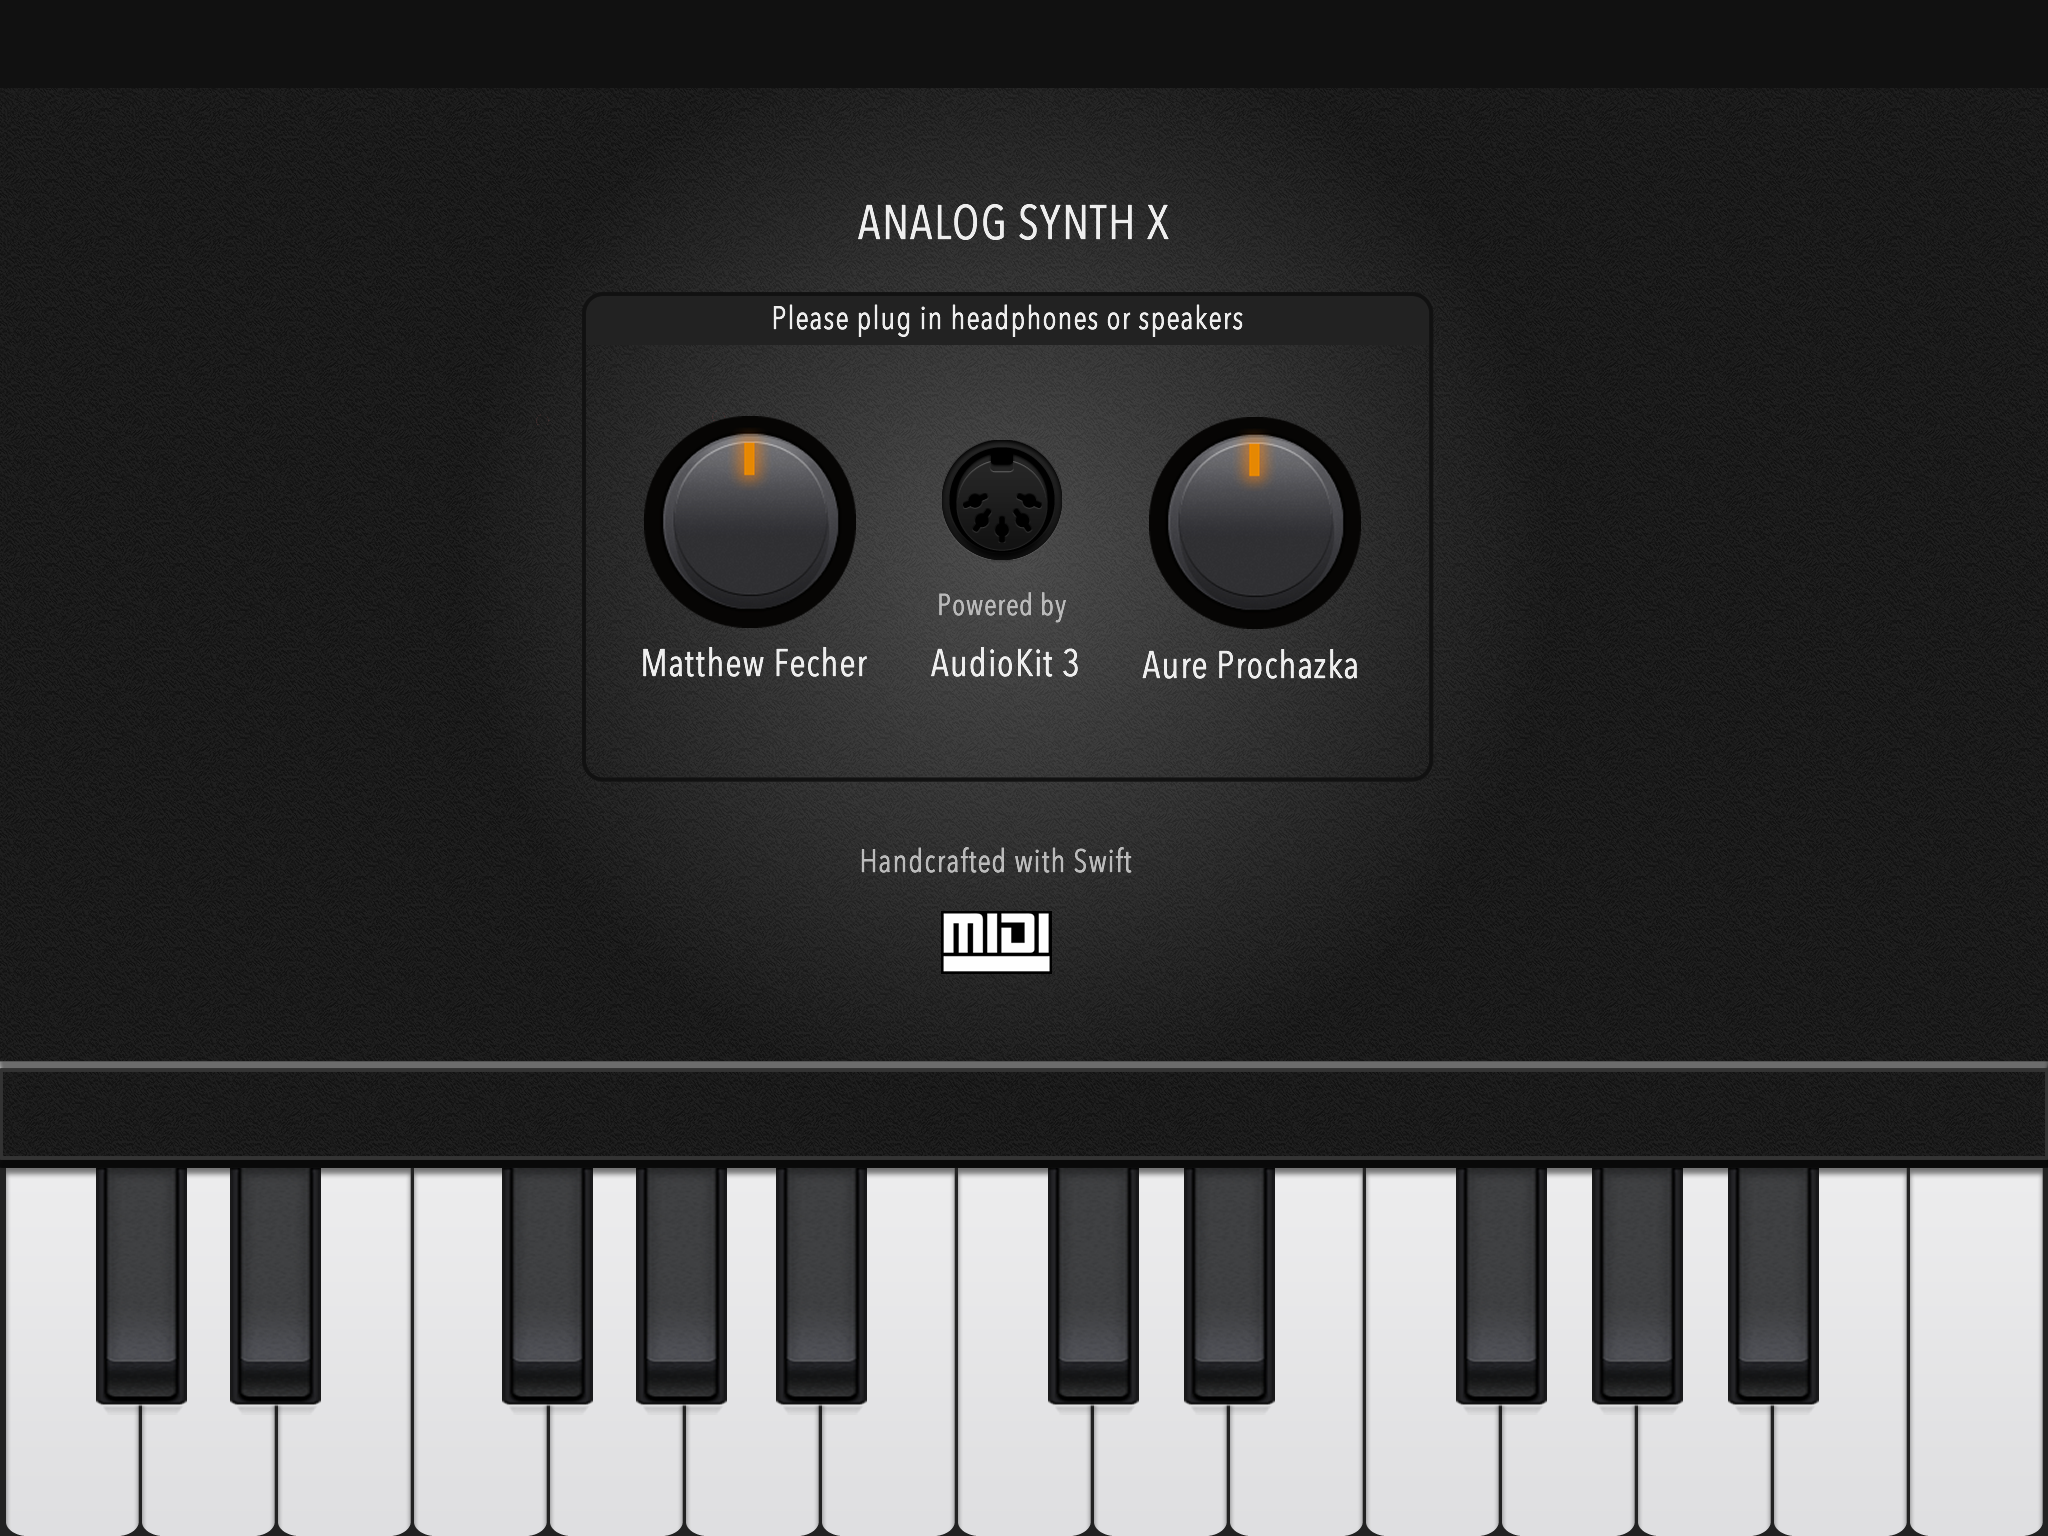 ANALOG SYNTH X
Please plug in headphones or speakers
Powered by
Matthew Fecher
AudioKit 3
Aure Prochazka
Handcrafted with Swift
MIDI